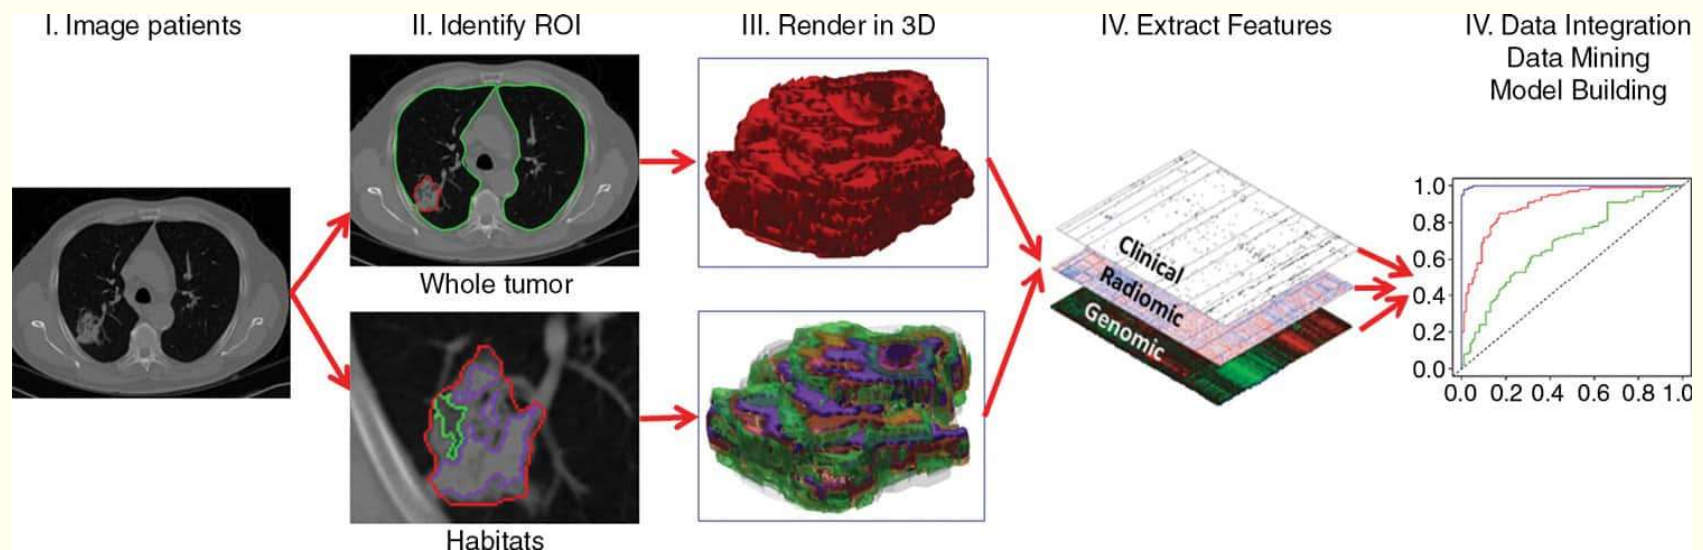 I. Image patients
II. Identify ROI
III. Render in 3D
IV. Extract Features
IV. Data Integration
Data Mining
Model Building
Whole tumor
Habitats
Clinical
Radiomic
Genomic
1.0
0.8
0.6
0.4
0.2
0.0
0.0 0.2 0.4 0.6 0.8 1.0